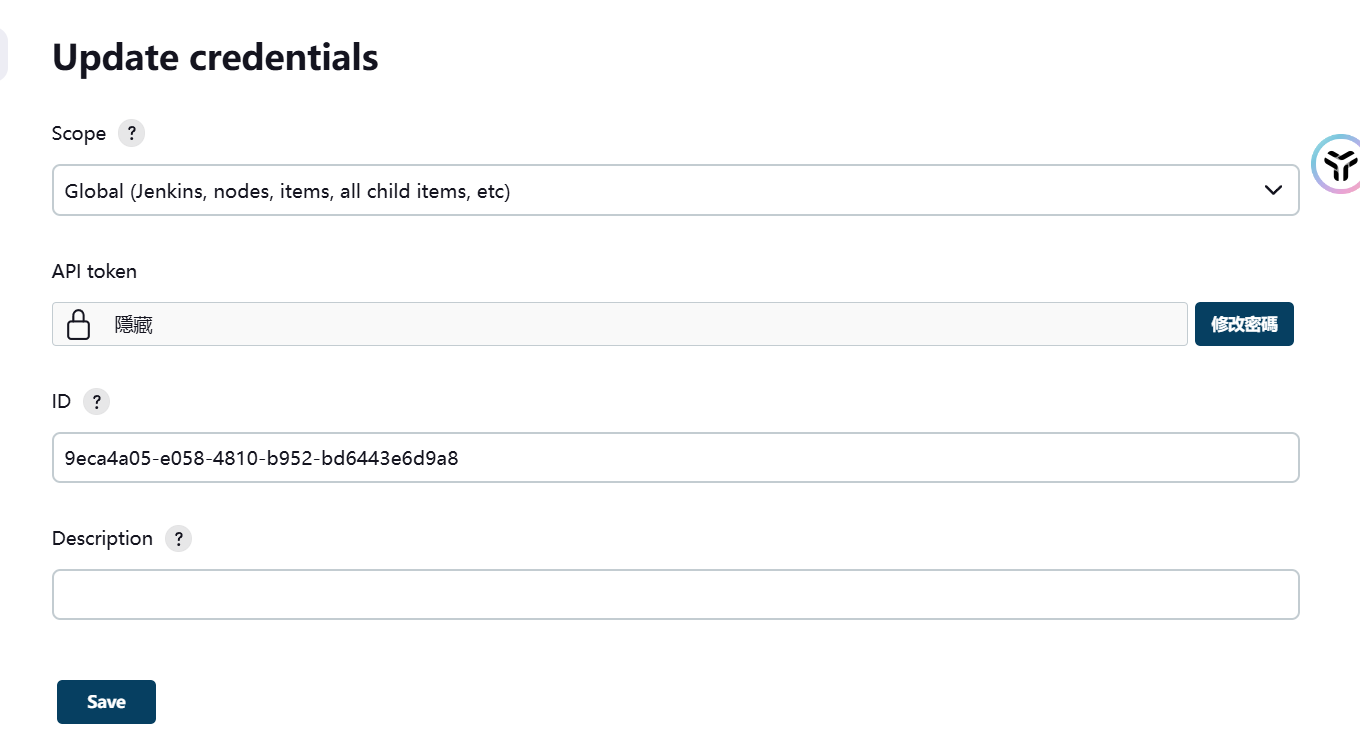 Update credentials
Scope ?
Global (Jenkins, nodes, items, all child items, etc)
API token
隱藏 修改密碼
ID ?
9eca4a05-e058-4810-b952-bd6443e6d9a8
Description ?
Save